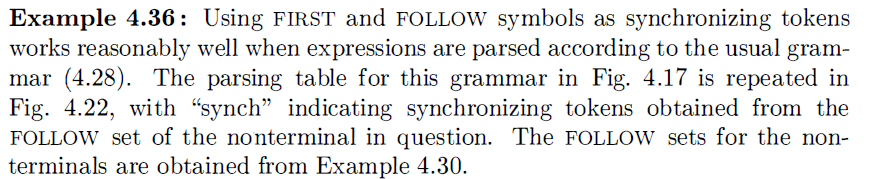 Example 4.36: Using FIRST and FOLLOW symbols as synchronizing tokens
works reasonably well when expressions are parsed according to the usual gram-
mar (4.28). The parsing table for this grammar in Fig. 4.17 is repeated in
Fig. 4.22, with “synch” indicating synchronizing tokens obtained from the
FOLLOW set of the nonterminal in question. The FOLLOW sets for the non-
terminals are obtained from Example 4.30.